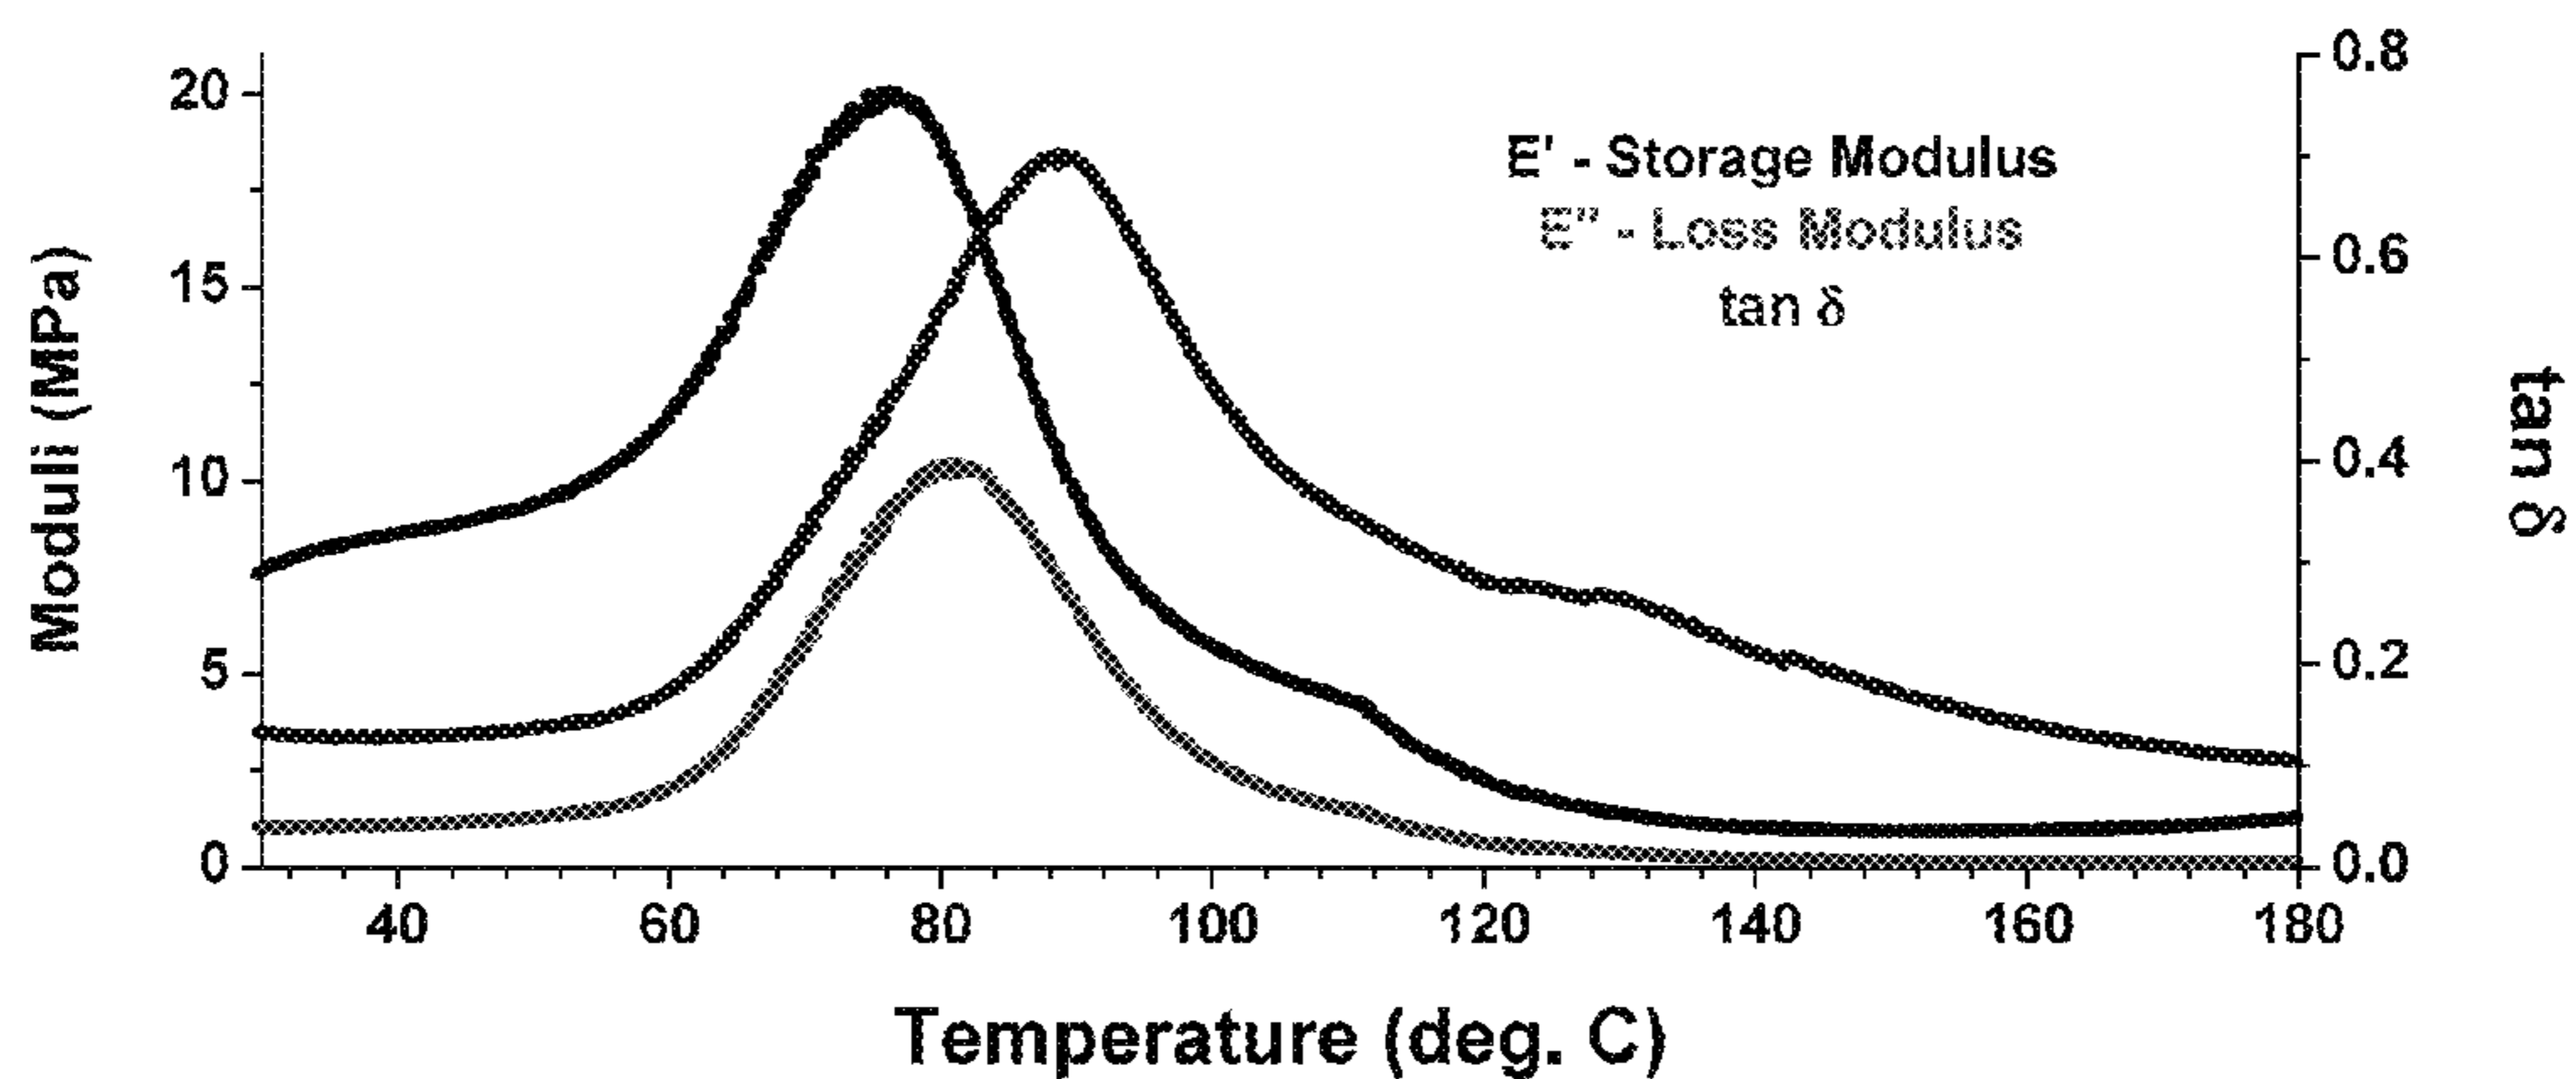 20
15
10
5
0
Moduli (MPa)
E' - Storage Modulus
E" - Loss Modulus
tan δ
0.8
0.6
0.4
0.2
0.0
tan δ
40 60 80 100 120 140 160 180
Temperature (deg. C)